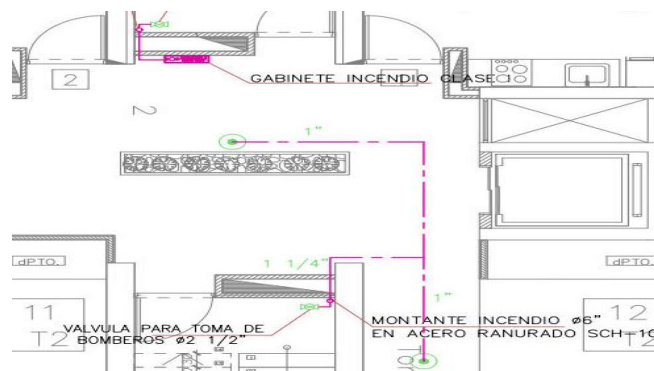 GABINETE INCENDIO CLASE I
2
2
1"
1 1/4"
dPTO.
dPTO.
1"
11
T2
12
T2
VALVULA PARA TOMA DE
BOMBEROS ø2 1/2"
MONTANTE INCENDIO ø6"
EN ACERO RANURADO SCH-10